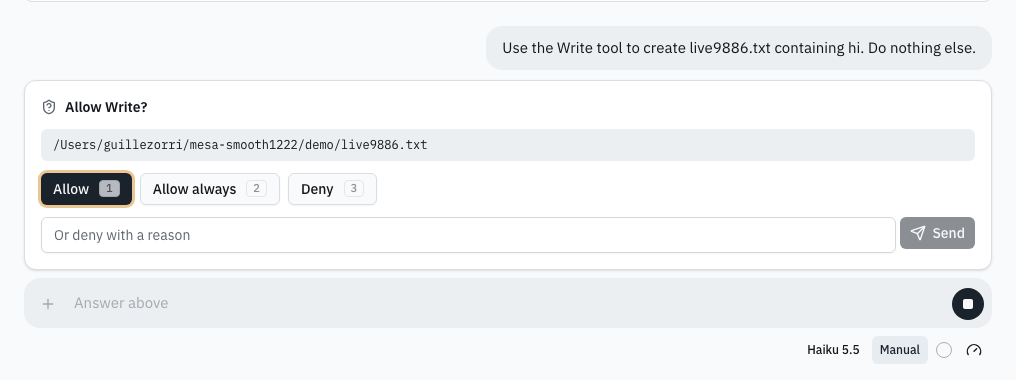 Use the Write tool to create live9886.txt containing hi. Do nothing else.
Allow Write?
/Users/guillezorri/mesa-smooth1222/demo/live9886.txt
Allow 1 Allow always 2 Deny 3
Or deny with a reason Send
Answer above
Haiku 5.5 Manual